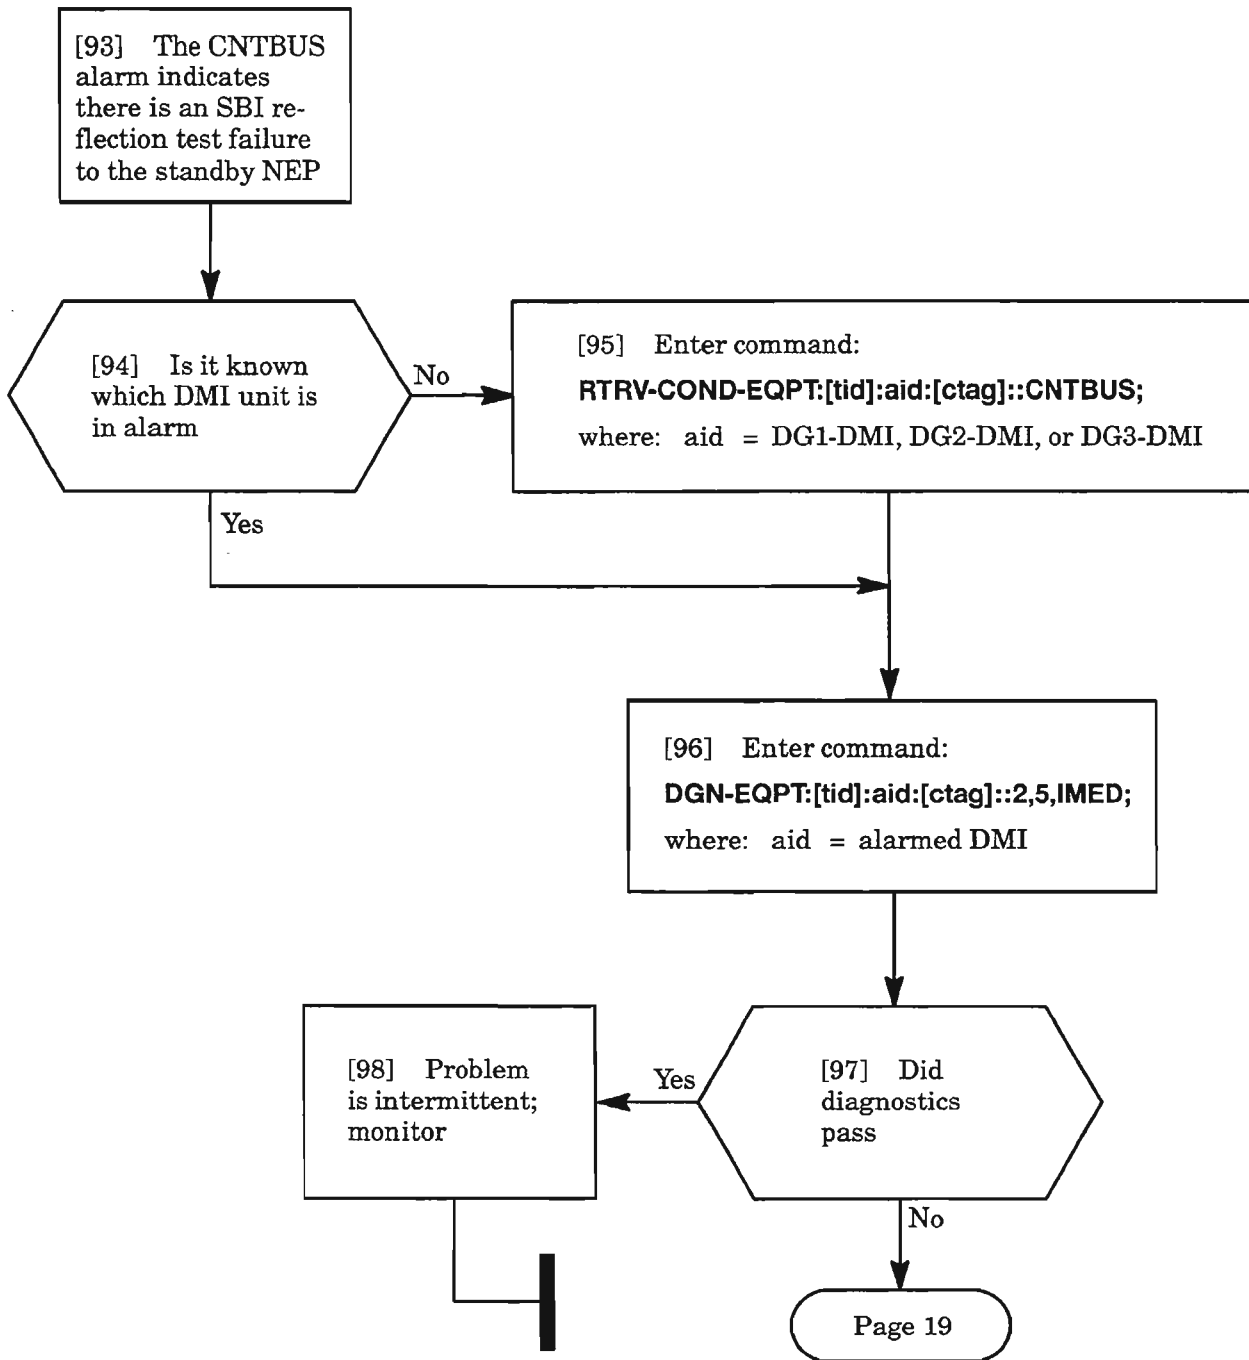 [93] The CNTBUS
alarm indicates
there is an SBI re-
flection test failure
to the standby NEP
[94] Is it known
which DMI unit is
in alarm
No
[95] Enter command:
RTRV-COND-EQPT:[tid]:aid:[ctag]::CNTBUS;
where: aid = DG1-DMI, DG2-DMI, or DG3-DMI
Yes
[96] Enter command:
DGN-EQPT:[tid]:aid:[ctag]::2,5,IMED;
where: aid = alarmed DMI
[97] Did
diagnostics
pass
Yes
[98] Problem
is intermittent;
monitor
No
Page 19